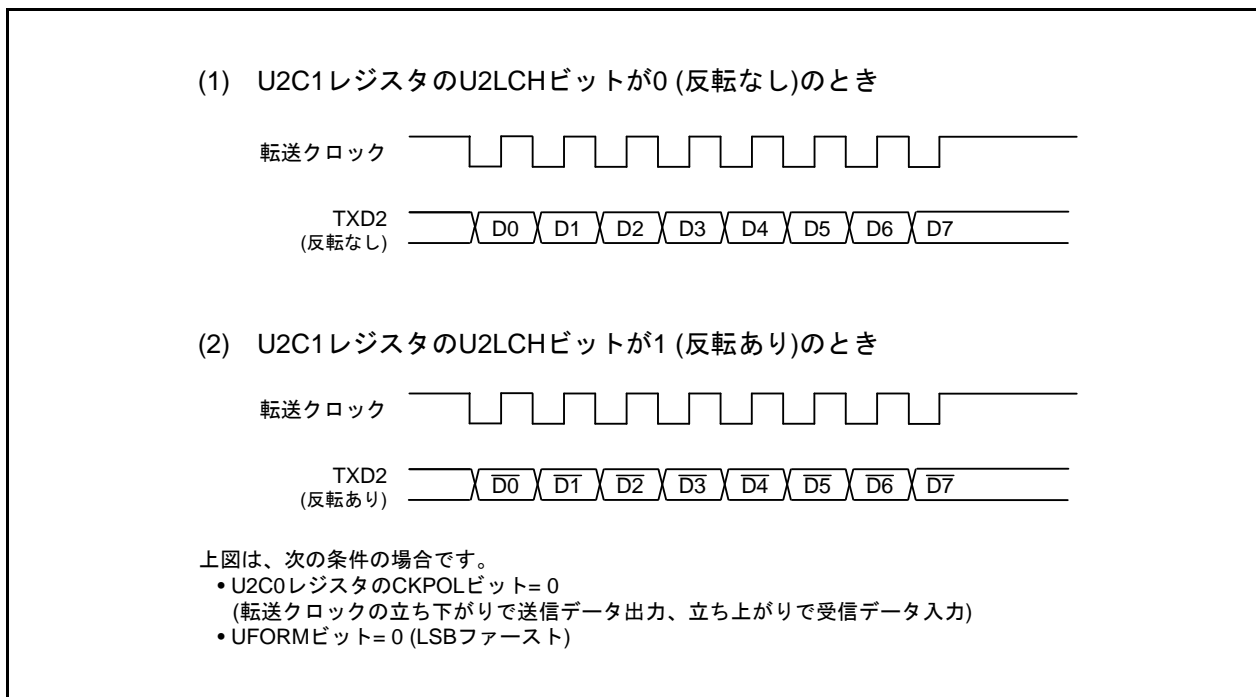 (1) U2C1レジスタのU2LCHビットが0 (反転なし)のとき
転送クロック
TXD2
(反転なし)
D0 D1 D2 D3 D4 D5 D6 D7
(2) U2C1レジスタのU2LCHビットが1 (反転あり)のとき
転送クロック
TXD2
(反転あり)
D̅0̅ D̅1̅ D̅2̅ D̅3̅ D̅4̅ D̅5̅ D̅6̅ D̅7̅
上図は、次の条件の場合です。
• U2C0レジスタのCKPOLビット= 0
(転送クロックの立ち下がりで送信データ出力、立ち上がりで受信データ入力)
• UFORMビット= 0 (LSBファースト)